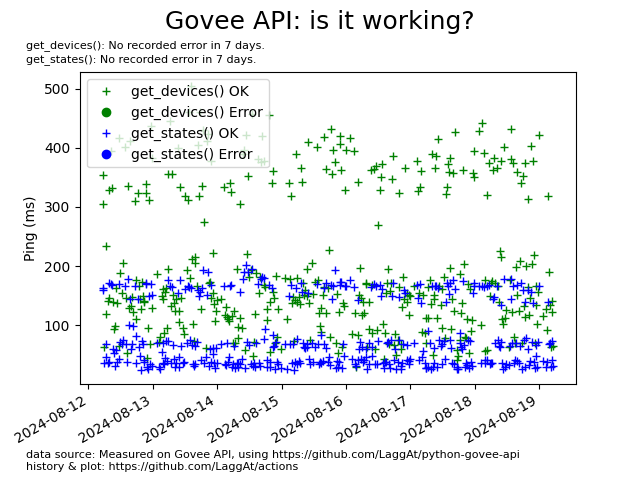 Govee API: is it working?
get_devices(): No recorded error in 7 days.
get_states(): No recorded error in 7 days.
get_devices() OK
get_devices() Error
get_states() OK
get_states() Error
Ping (ms)
500
400
300
200
100
2024-08-12
2024-08-13
2024-08-14
2024-08-15
2024-08-16
2024-08-17
2024-08-18
2024-08-19
data source: Measured on Govee API, using https://github.com/LaggAt/python-govee-api
history & plot: https://github.com/LaggAt/actions